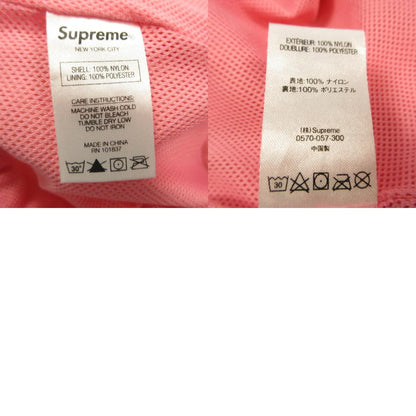 Supreme
NEW YORK CITY
SHELL: 100% NYLON
LINING: 100% POLYESTER
CARE INSTRUCTIONS:
MACHINE WASH COLD
DO NOT BLEACH
TUMBLE DRY LOW
DO NOT IRON
MADE IN CHINA
RN 101837
30°
EXTÉRIEUR: 100% NYLON
DOUBLURE: 100% POLYESTER
表地:100% ナイロン
裏地:100% ポリエステル
(株) Supreme
0570-057-300
中国製
30